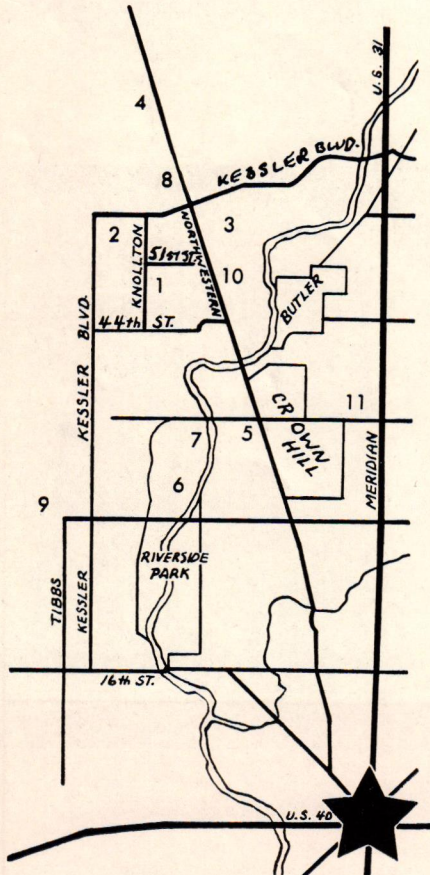 U.S. 31
4
KESSLER BLVD.
8
2
KNOLLTON
NORTHWESTERN
3
51ST ST.
1
10
BUTLER
44th ST.
KESSLER BLVD.
CROWN HILL
11
7
5
MERIDIAN
6
9
RIVERSIDE
PARK
TIBBS
KESSLER
16th ST.
U.S. 40